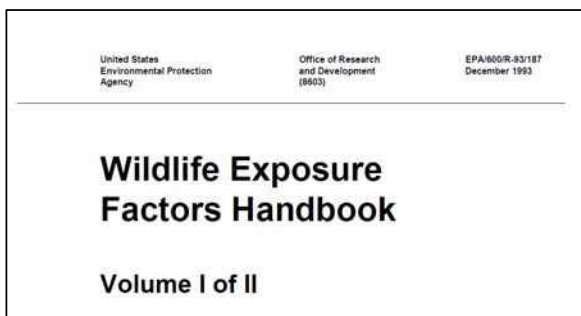 United States
Environmental Protection
Agency
Office of Research
and Development
(8603)
EPA/600/R-93/187
December 1993
Wildlife Exposure
Factors Handbook
Volume I of II